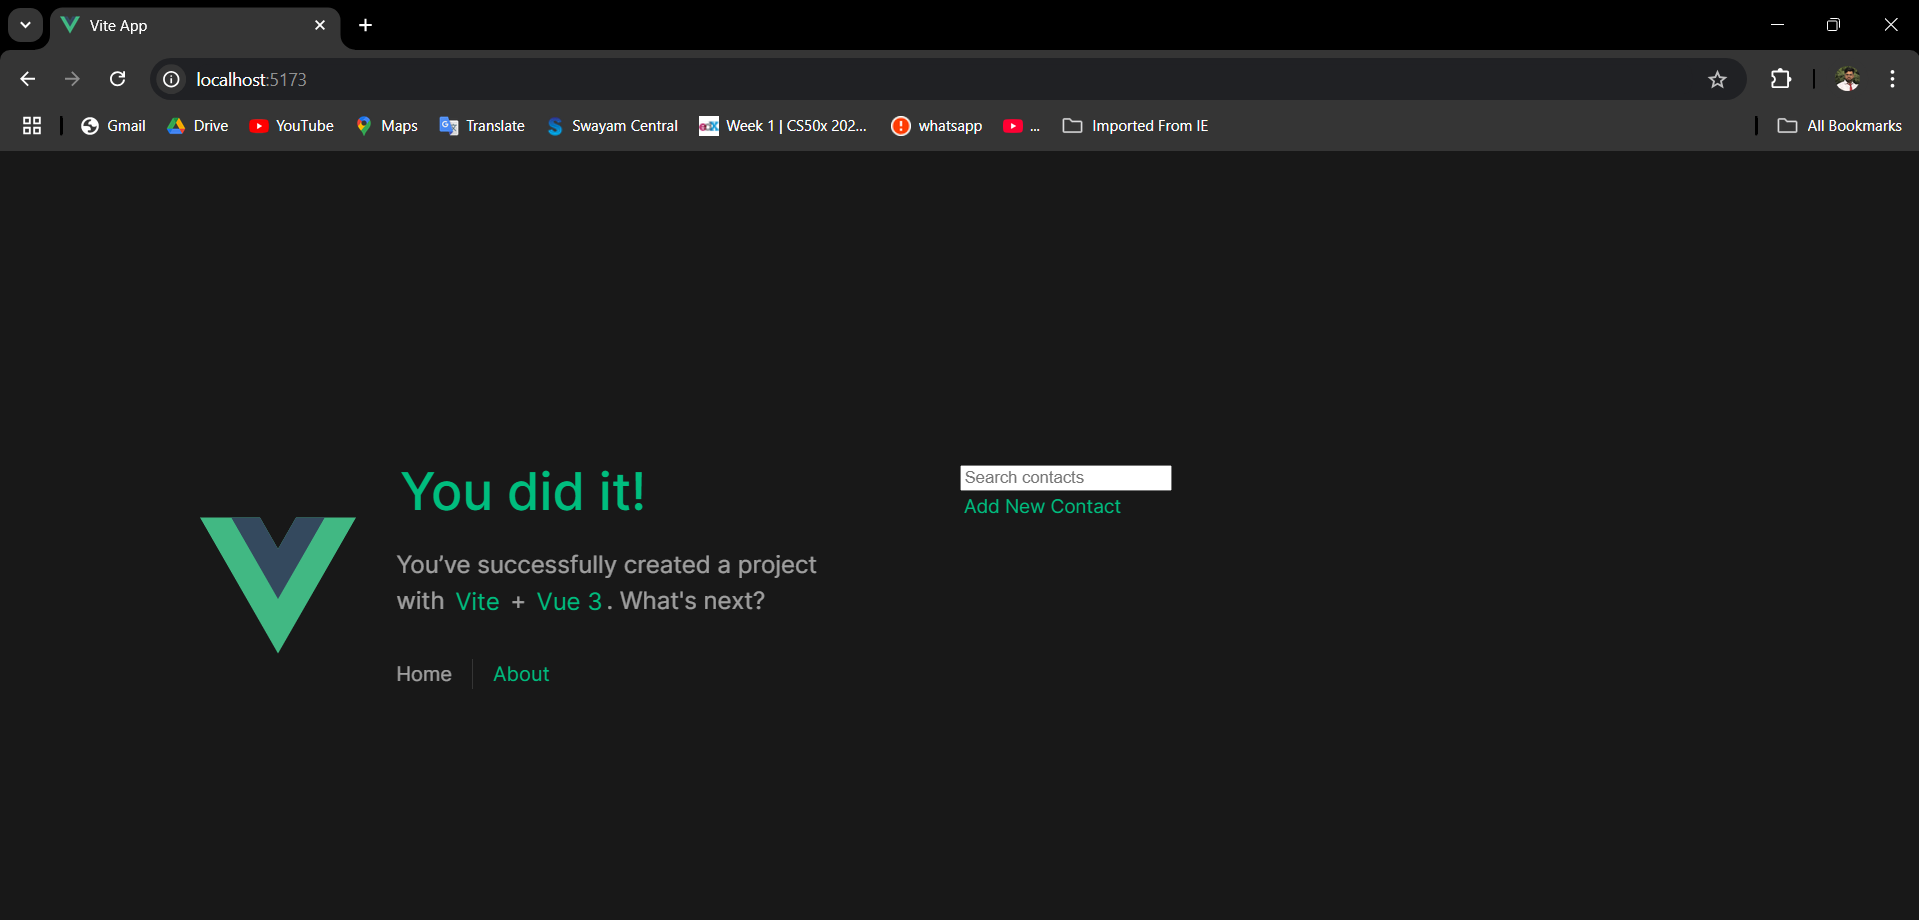 Vite App
localhost:5173
Gmail
Drive
YouTube
Maps
Translate
Swayam Central
edX
Week 1 | CS50x 202...
whatsapp
...
Imported From IE
All Bookmarks
You did it!
You’ve successfully created a project
with Vite + Vue 3. What's next?
Home
About
Search contacts
Add New Contact